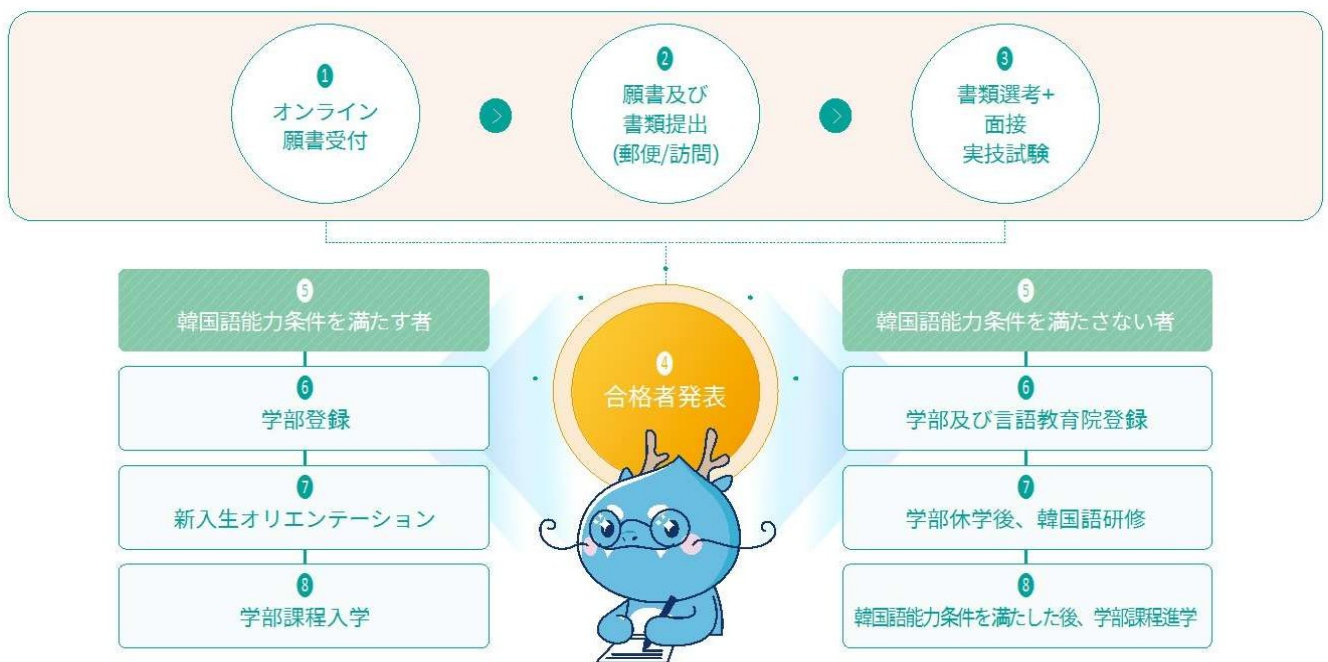 1
オンライン
願書受付
2
願書及び
書類提出
(郵便/訪問)
3
書類選考+
面接
実技試験
4
合格者発表
5
韓国語能力条件を満たす者
6
学部登録
7
新入生オリエンテーション
8
学部課程入学
5
韓国語能力条件を満たさない者
6
学部及び言語教育院登録
7
学部休学後、韓国語研修
8
韓国語能力条件を満たした後、学部課程進学